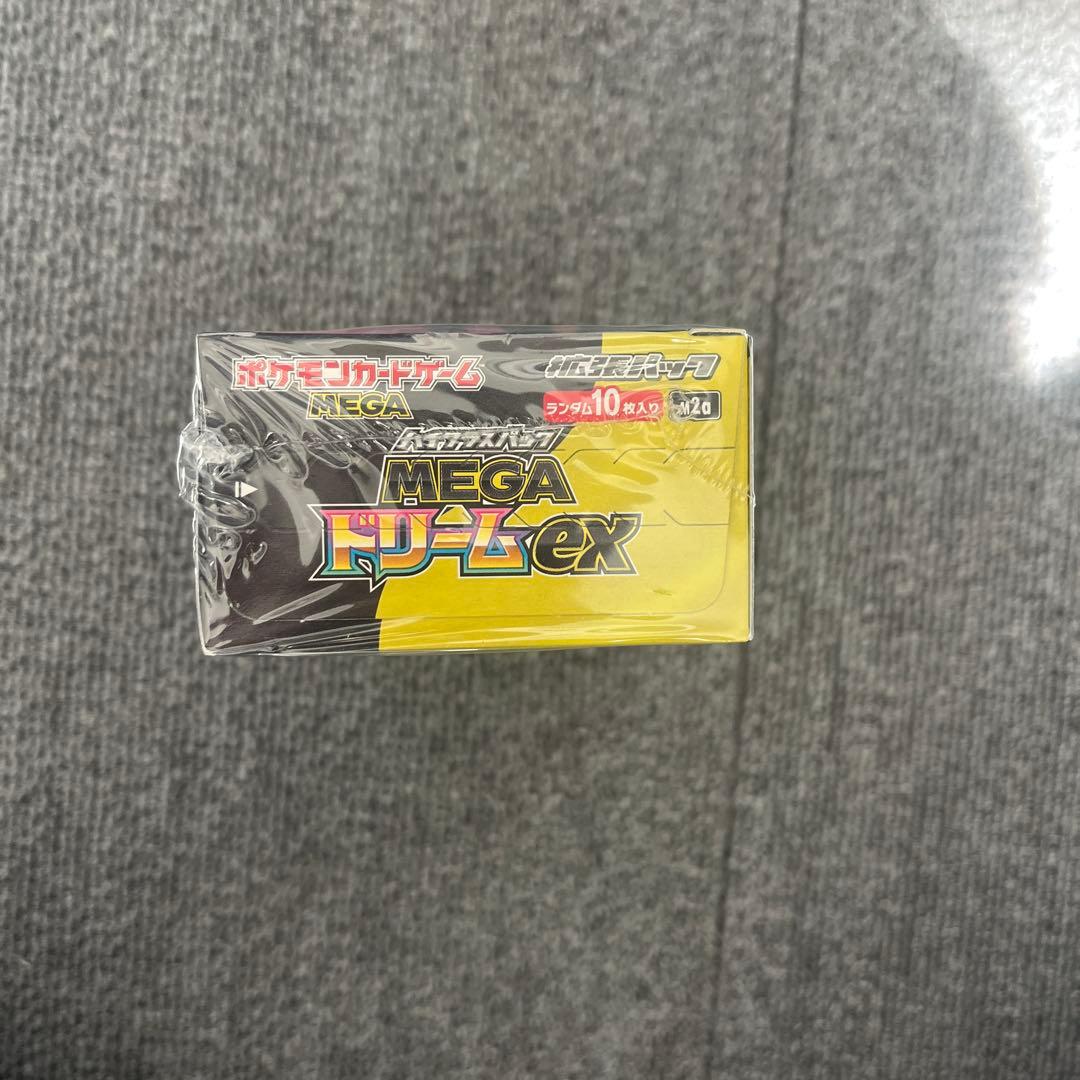 ポケモンカードゲーム
MEGA
拡張パック
ランダム10枚入り
M2a
ハイクラスパック
MEGA
ドリームex